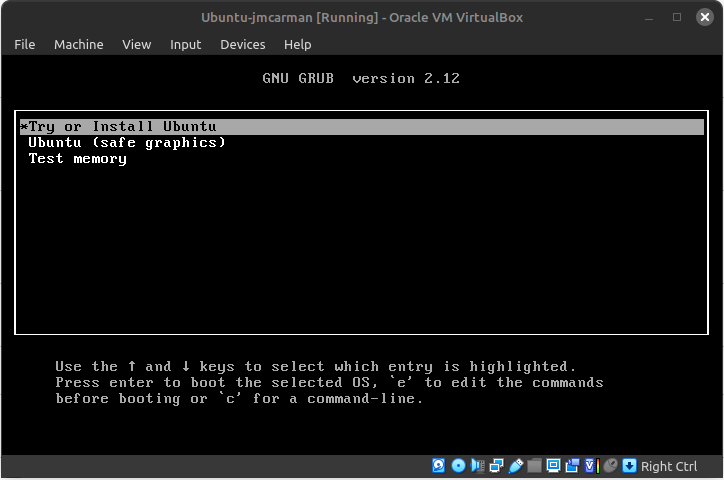 Ubuntu-jmcarman [Running] - Oracle VM VirtualBox
File Machine View Input Devices Help
GNU GRUB version 2.12
*Try or Install Ubuntu
Ubuntu (safe graphics)
Test memory
Use the ↑ and ↓ keys to select which entry is highlighted.
Press enter to boot the selected OS, `e' to edit the commands
before booting or `c' for a command-line.
Right Ctrl